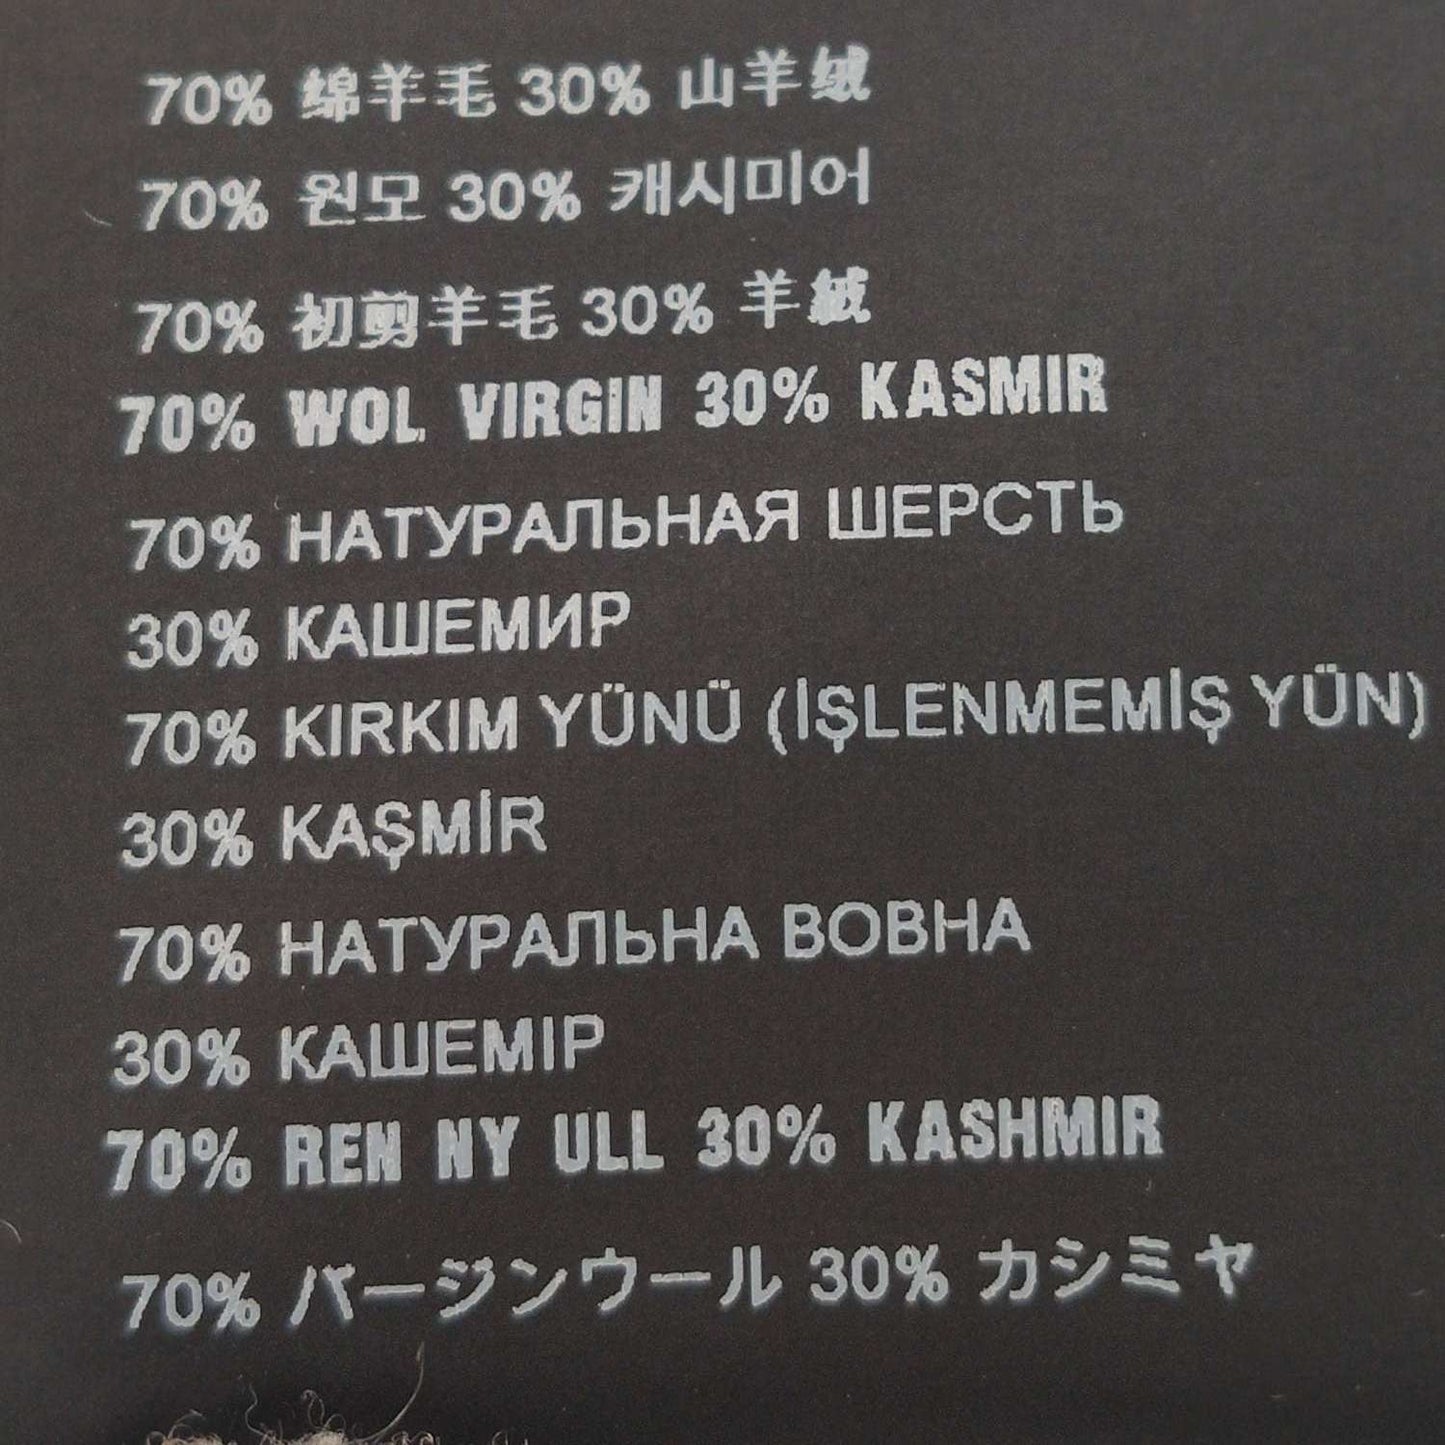 70% 绵羊毛 30% 山羊绒
70% 원모 30% 캐시미어
70% 初剪羊毛 30% 羊絨
70% WOL VIRGIN 30% KASMIR
70% НАТУРАЛЬНАЯ ШЕРСТЬ
30% КАШЕМИР
70% KIRKIM YÜNÜ (İŞLENMEMİŞ YÜN)
30% KAŞMİR
70% НАТУРАЛЬНА ВОВНА
30% КАШЕМІР
70% REN NY ULL 30% KASHMIR
70% バージンウール 30% カシミヤ